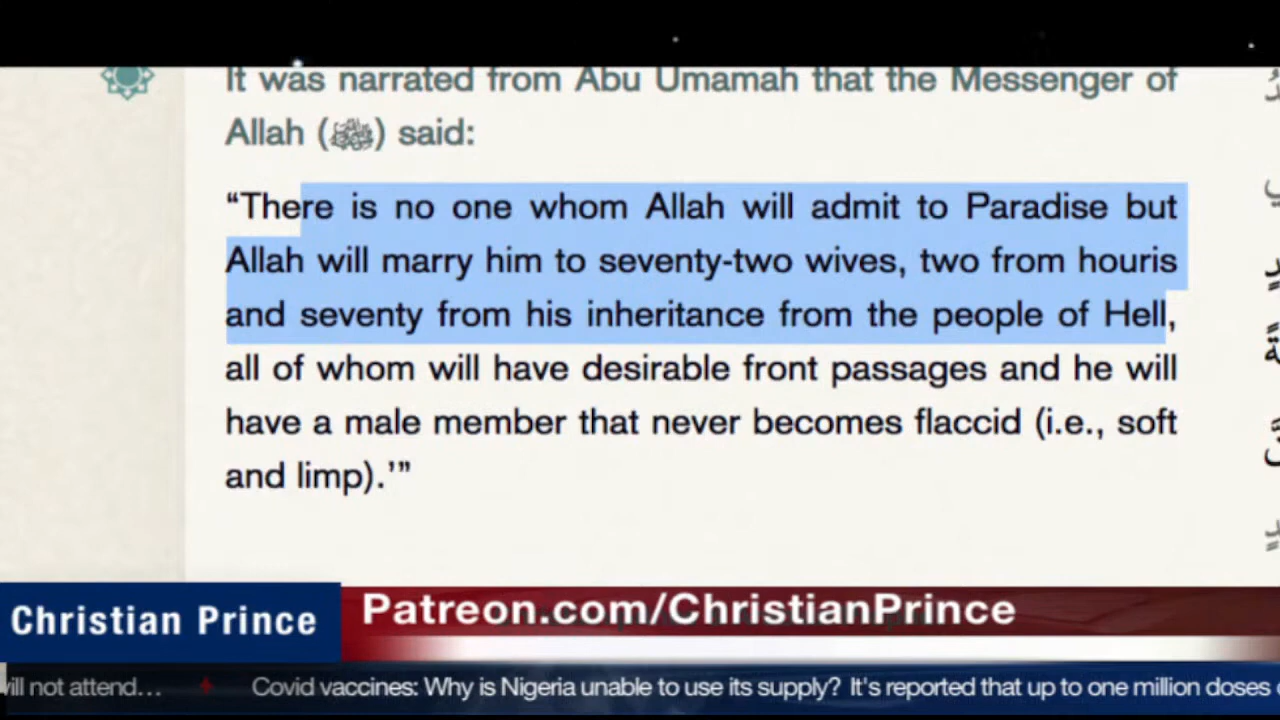 It was narrated from Abu Umamah that the Messenger of
Allah (ﷺ) said:
“There is no one whom Allah will admit to Paradise but
Allah will marry him to seventy-two wives, two from houris
and seventy from his inheritance from the people of Hell,
all of whom will have desirable front passages and he will
have a male member that never becomes flaccid (i.e., soft
and limp).’”
Christian Prince
Patreon.com/ChristianPrince
will not attend... Covid vaccines: Why is Nigeria unable to use its supply? It's reported that up to one million doses